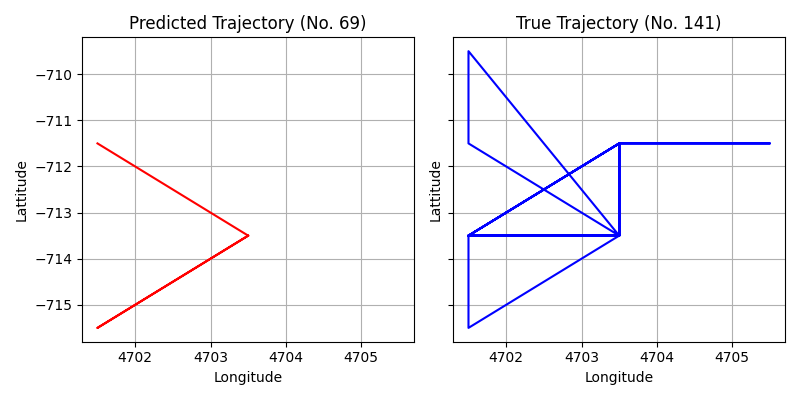 Predicted Trajectory (No. 69)
True Trajectory (No. 141)
−710
−711
−712
−713
−714
−715
Lattitude
Lattitude
4702 4703 4704 4705
4702 4703 4704 4705
Longitude
Longitude